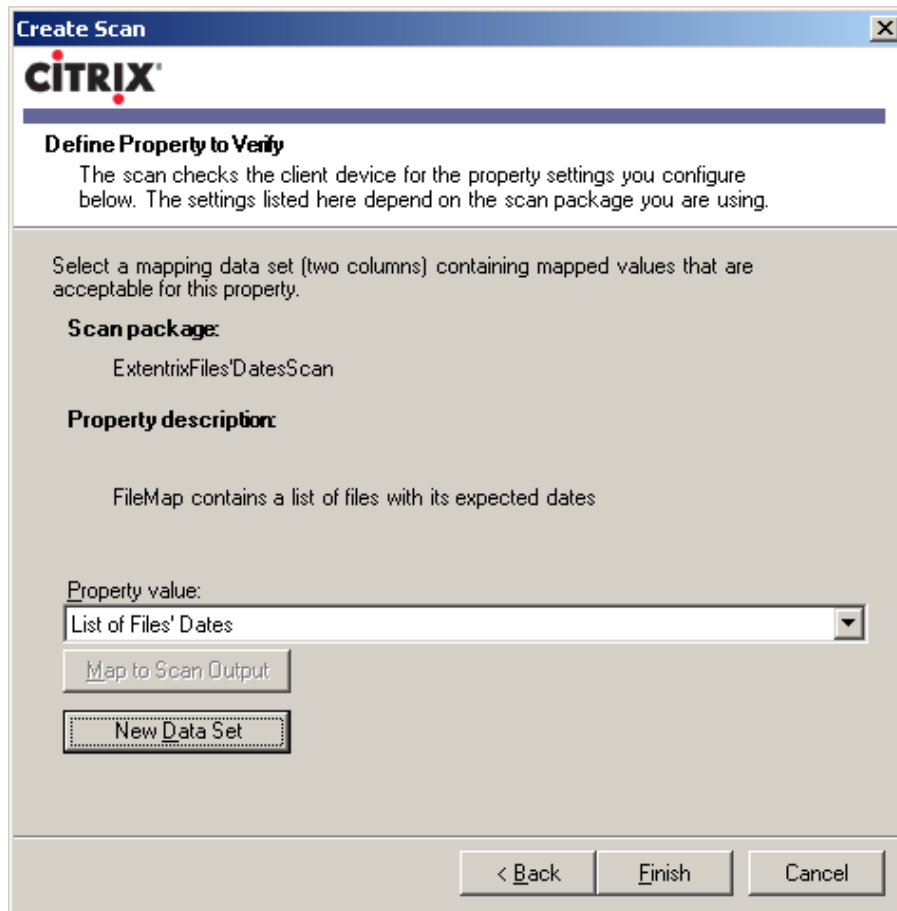 Create Scan
CITRIX
Define Property to Verify
The scan checks the client device for the property settings you configure
below. The settings listed here depend on the scan package you are using.
Select a mapping data set (two columns) containing mapped values that are
acceptable for this property.
Scan package:
ExtentrixFiles'DatesScan
Property description:
FileMap contains a list of files with its expected dates
Property value:
List of Files' Dates
Map to Scan Output
New Data Set
< Back
Finish
Cancel